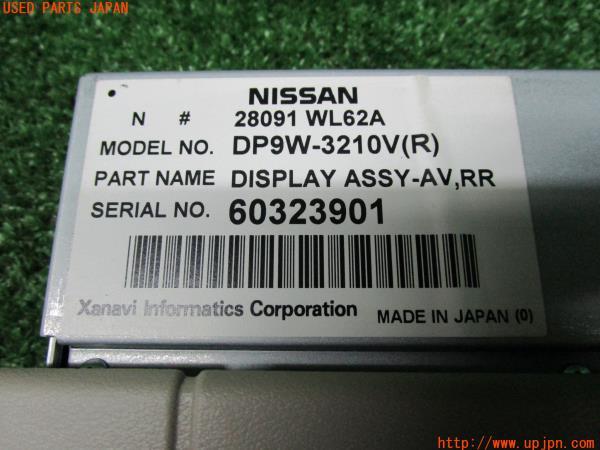 USED PARTS JAPAN
NISSAN
N # 28091 WL62A
MODEL NO. DP9W-3210V(R)
PART NAME DISPLAY ASSY-AV,RR
SERIAL NO. 60323901
Xanavi Informatics Corporation
MADE IN JAPAN (0)
http://www.upjpn.com/